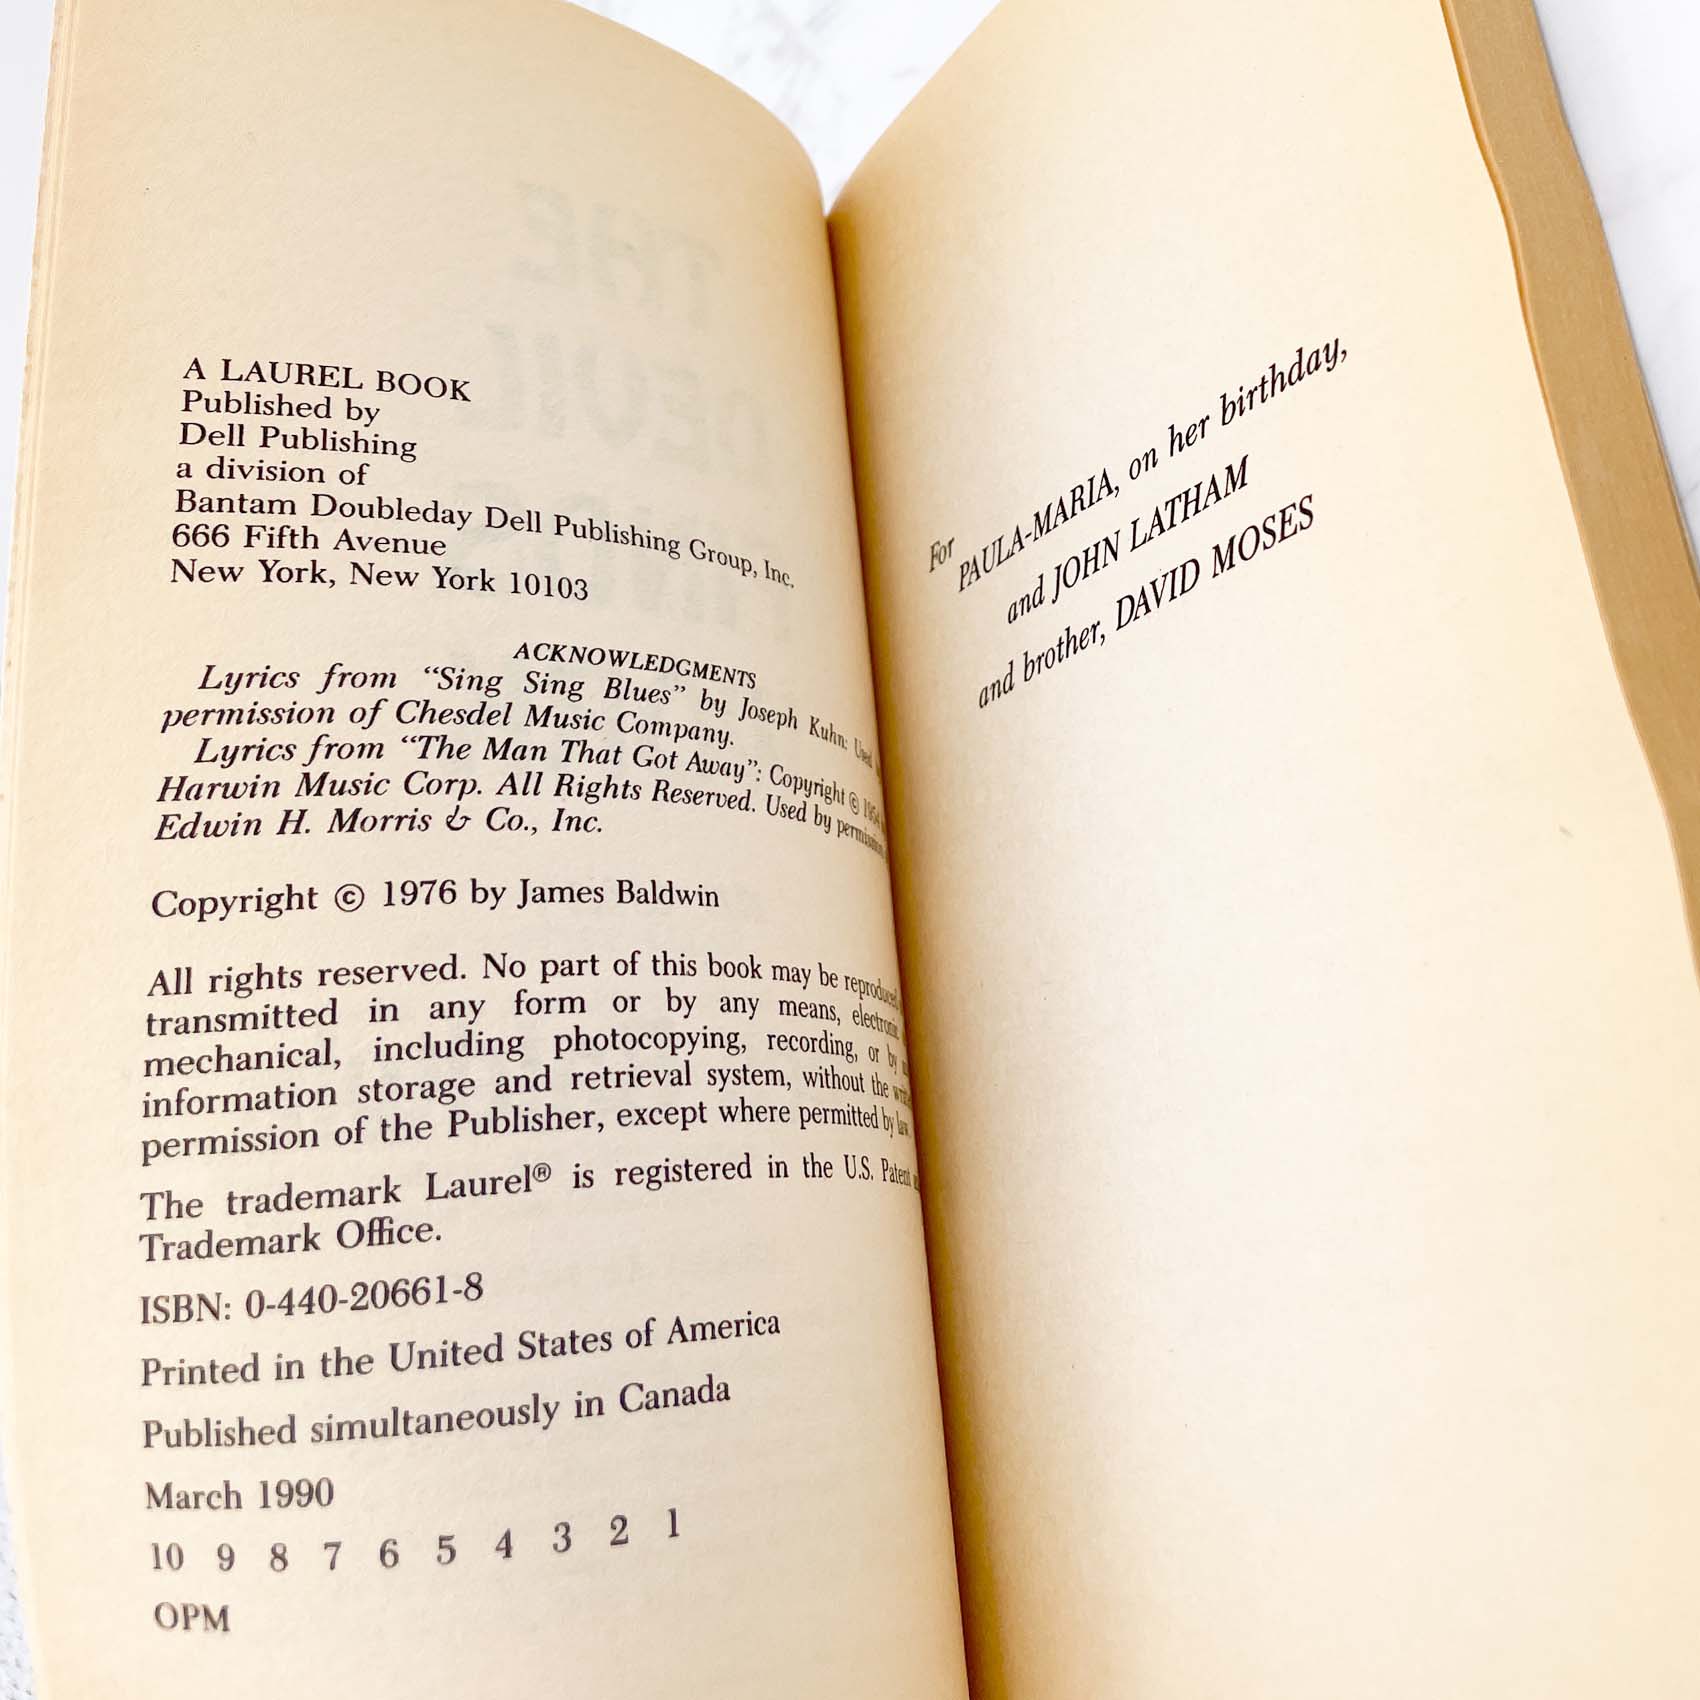 A LAUREL BOOK
Published by
Dell Publishing
a division of
Bantam Doubleday Dell Publishing Group, Inc.
666 Fifth Avenue
New York, New York 10103
ACKNOWLEDGMENTS
Lyrics from “Sing Sing Blues” by Joseph Kuhn: Used
permission of Chesdel Music Company.
Lyrics from “The Man That Got Away”: Copyright © 1954
Harwin Music Corp. All Rights Reserved. Used by permission
Edwin H. Morris & Co., Inc.
Copyright © 1976 by James Baldwin
All rights reserved. No part of this book may be reproduced
transmitted in any form or by any means, electronic
mechanical, including photocopying, recording, or by
information storage and retrieval system, without the
permission of the Publisher, except where permitted by law.
The trademark Laurel® is registered in the U.S. Patent
Trademark Office.
ISBN: 0-440-20661-8
Printed in the United States of America
Published simultaneously in Canada
March 1990
10 9 8 7 6 5 4 3 2 1
OPM
For
PAULA-MARIA, on her birthday,
and JOHN LATHAM
and brother, DAVID MOSES